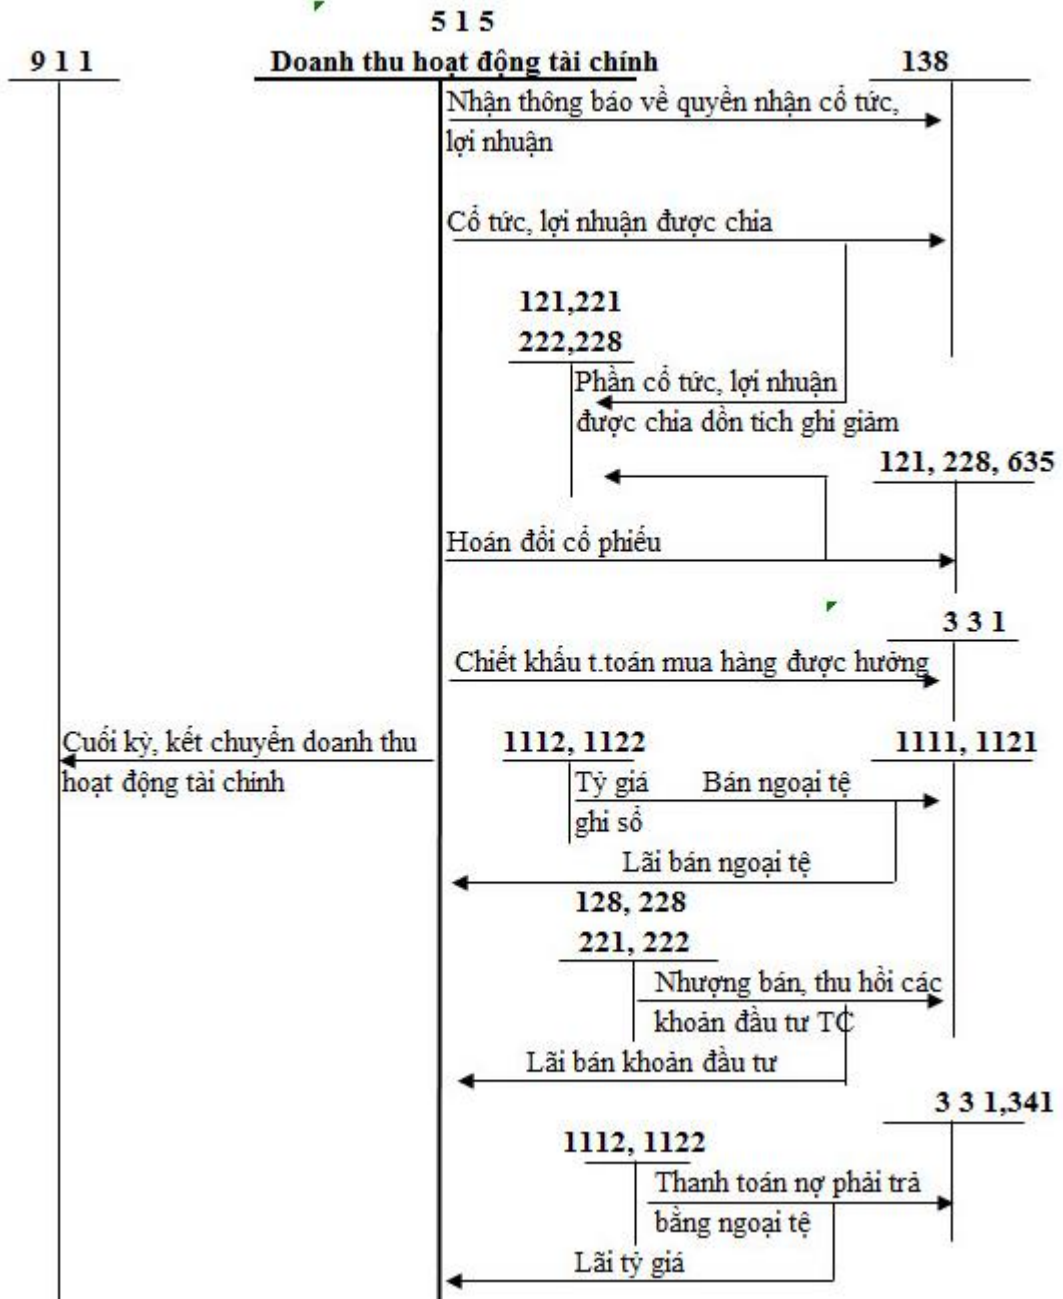 5 1 5
9 1 1
Doanh thu hoạt động tài chính
138
Nhận thông báo về quyền nhận cổ tức,
lợi nhuận
Cổ tức, lợi nhuận được chia
121,221
222,228
Phần cổ tức, lợi nhuận
được chia dồn tích ghi giảm
121, 228, 635
Hoán đổi cổ phiếu
3 3 1
Chiết khấu t.toán mua hàng được hưởng
Cuối kỳ, kết chuyển doanh thu
hoạt động tài chính
1112, 1122
1111, 1121
Tỷ giá
ghi sổ
Bán ngoại tệ
Lãi bán ngoại tệ
128, 228
221, 222
Nhượng bán, thu hồi các
khoản đầu tư TC
Lãi bán khoản đầu tư
3 3 1,341
1112, 1122
Thanh toán nợ phải trả
bằng ngoại tệ
Lãi tỷ giá